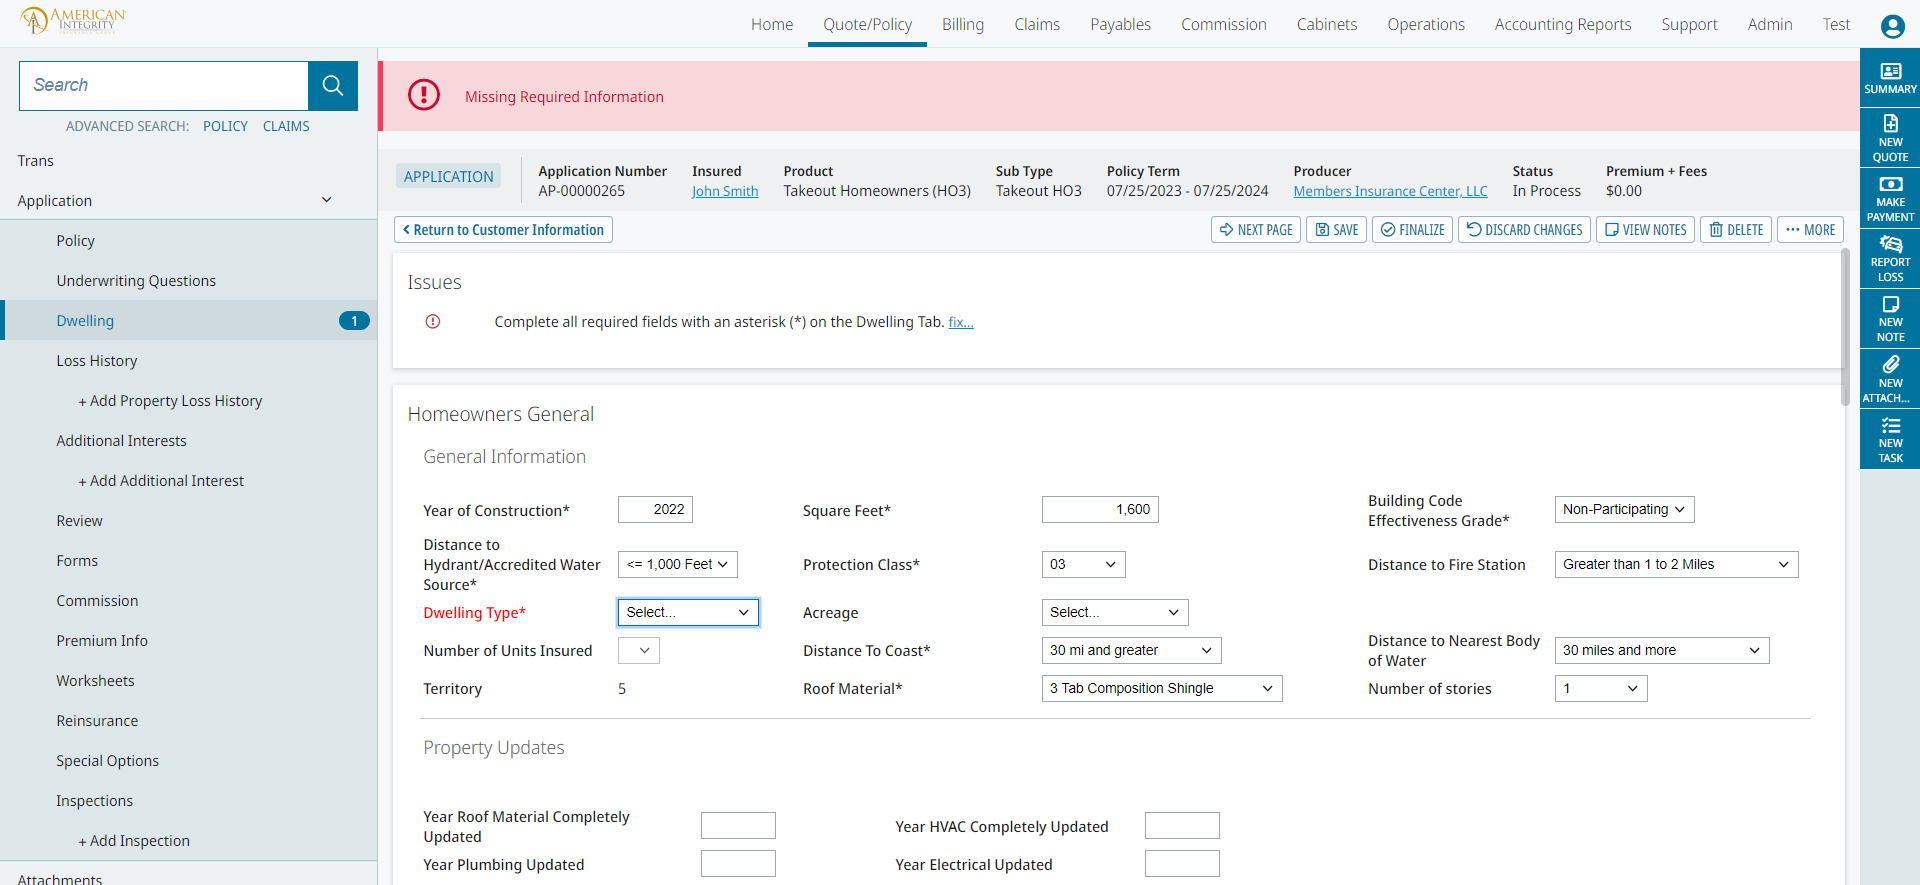 AMERICAN
INTEGRITY
Home Quote/Policy Billing Claims Payables Commission Cabinets Operations Accounting Reports Support Admin Test
Search
ADVANCED SEARCH: POLICY CLAIMS
Trans
Application
Policy
Underwriting Questions
Dwelling 1
Loss History
+ Add Property Loss History
Additional Interests
+ Add Additional Interest
Review
Forms
Commission
Premium Info
Worksheets
Reinsurance
Special Options
Inspections
+ Add Inspection
Attachments
Missing Required Information
APPLICATION
Application Number Insured Product Sub Type Policy Term Producer Status Premium + Fees
AP-00000265 John Smith Takeout Homeowners (HO3) Takeout HO3 07/25/2023 - 07/25/2024 Members Insurance Center, LLC In Process $0.00
Return to Customer Information NEXT PAGE SAVE FINALIZE DISCARD CHANGES VIEW NOTES DELETE MORE
Issues
Complete all required fields with an asterisk (*) on the Dwelling Tab. fix...
Homeowners General
General Information
Year of Construction* 2022 Square Feet* 1,600
Building Code
Effectiveness Grade* Non-Participating
Distance to
Hydrant/Accredited Water
Source* <= 1,000 Feet Protection Class* 03 Distance to Fire Station Greater than 1 to 2 Miles
Dwelling Type* Select... Acreage Select...
Number of Units Insured Distance To Coast* 30 mi and greater
Distance to Nearest Body
of Water 30 miles and more
Territory 5 Roof Material* 3 Tab Composition Shingle Number of stories 1
Property Updates
Year Roof Material Completely
Updated Year HVAC Completely Updated
Year Plumbing Updated Year Electrical Updated
SUMMARY
NEW
QUOTE
MAKE
PAYMENT
REPORT
LOSS
NEW
NOTE
NEW
ATTACH...
NEW
TASK